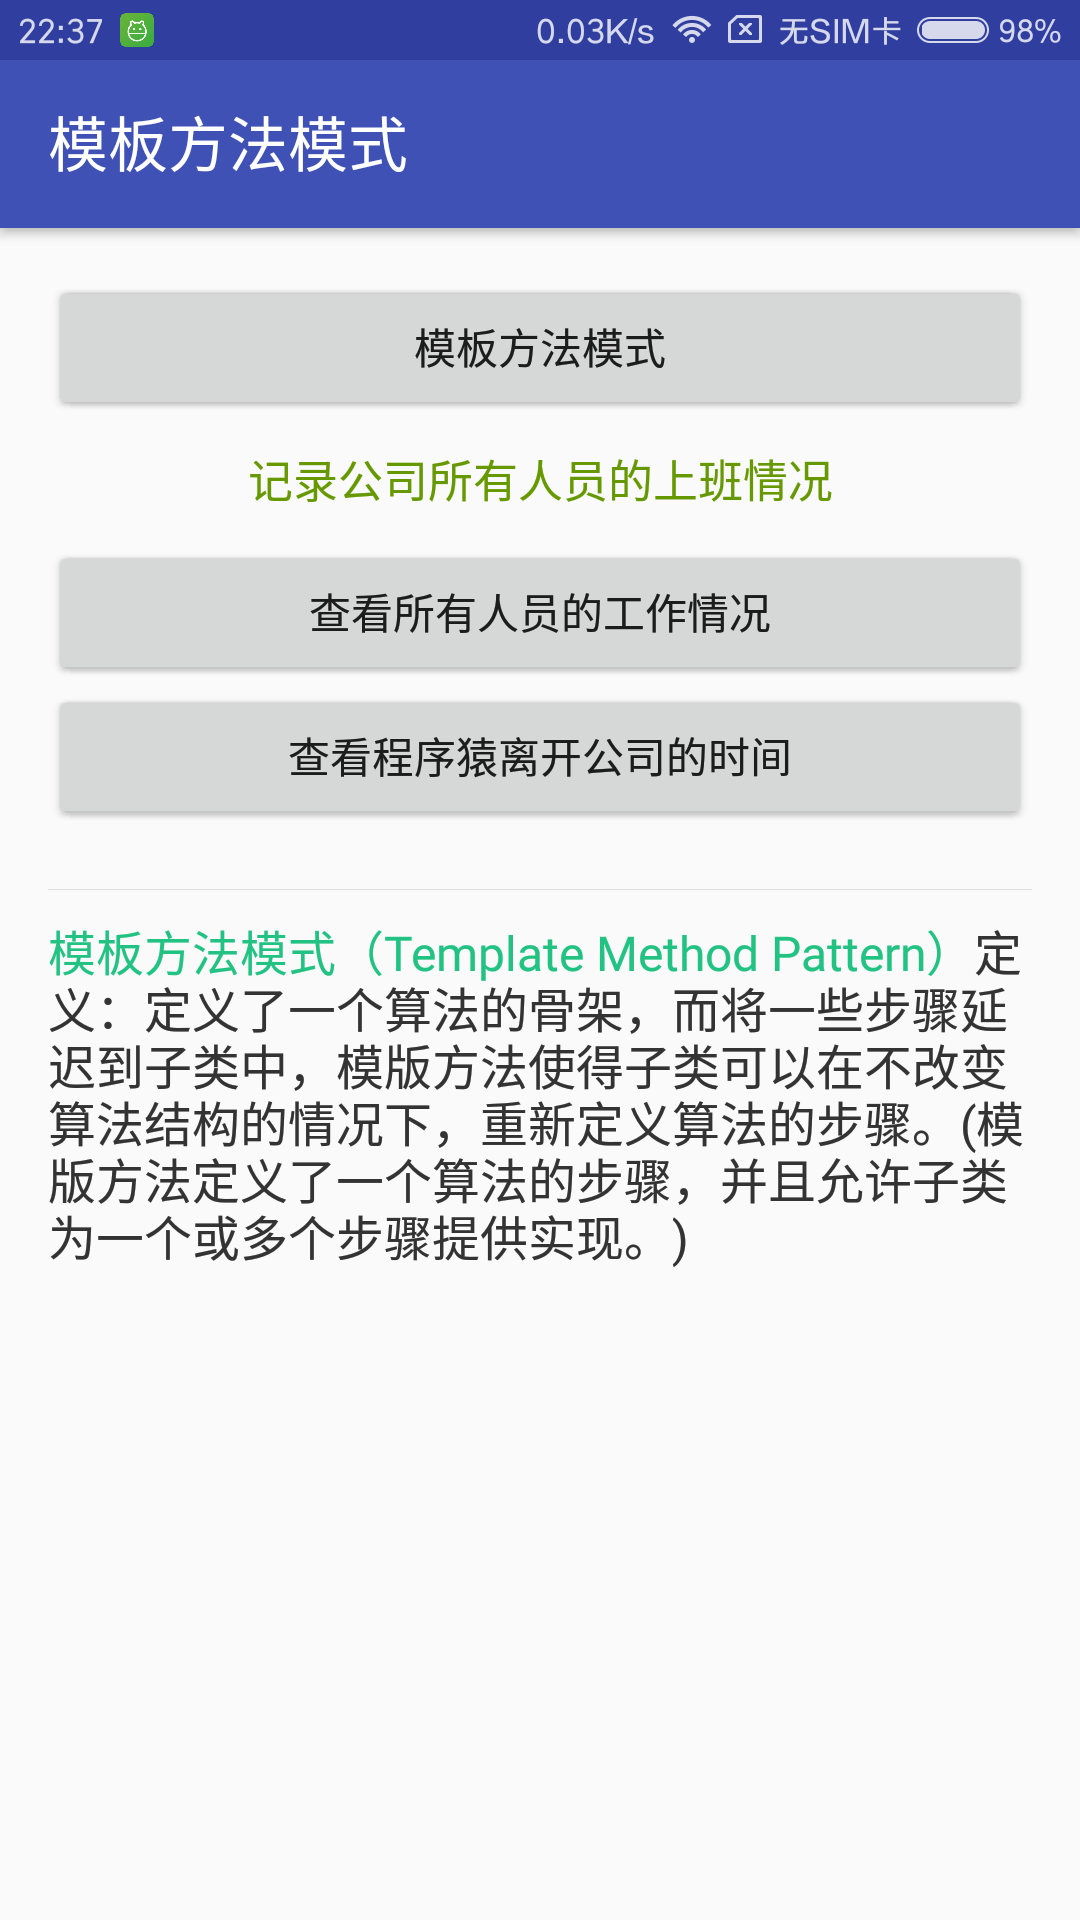 22:37 0.03K/s 无SIM卡 98%
模板方法模式
模板方法模式
记录公司所有人员的上班情况
查看所有人员的工作情况
查看程序猿离开公司的时间
模板方法模式（Template Method Pattern）定
义：定义了一个算法的骨架，而将一些步骤延
迟到子类中，模版方法使得子类可以在不改变
算法结构的情况下，重新定义算法的步骤。(模
版方法定义了一个算法的步骤，并且允许子类
为一个或多个步骤提供实现。)